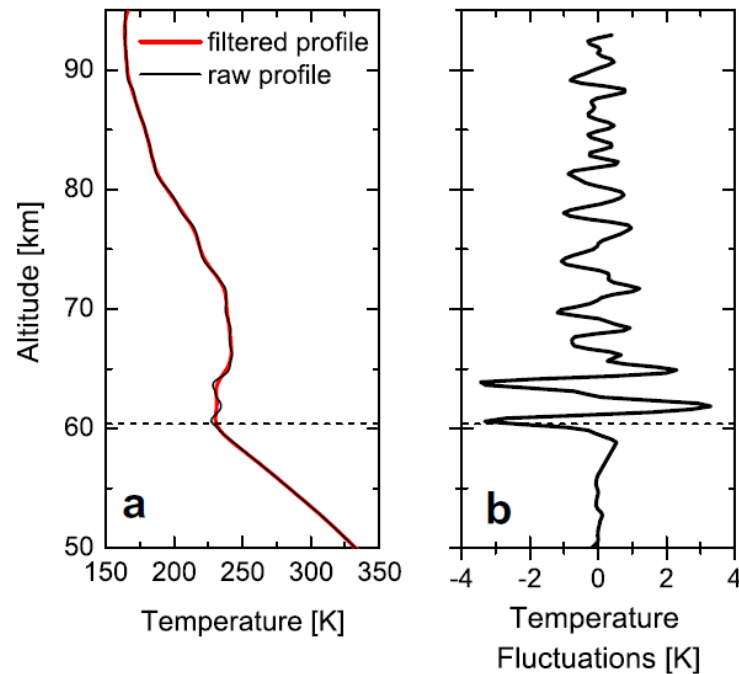 filtered profile
raw profile
90
80
70
60
50
Altitude [km]
a
b
150 200 250 300 350
-4 -2 0 2 4
Temperature [K]
Temperature
Fluctuations [K]